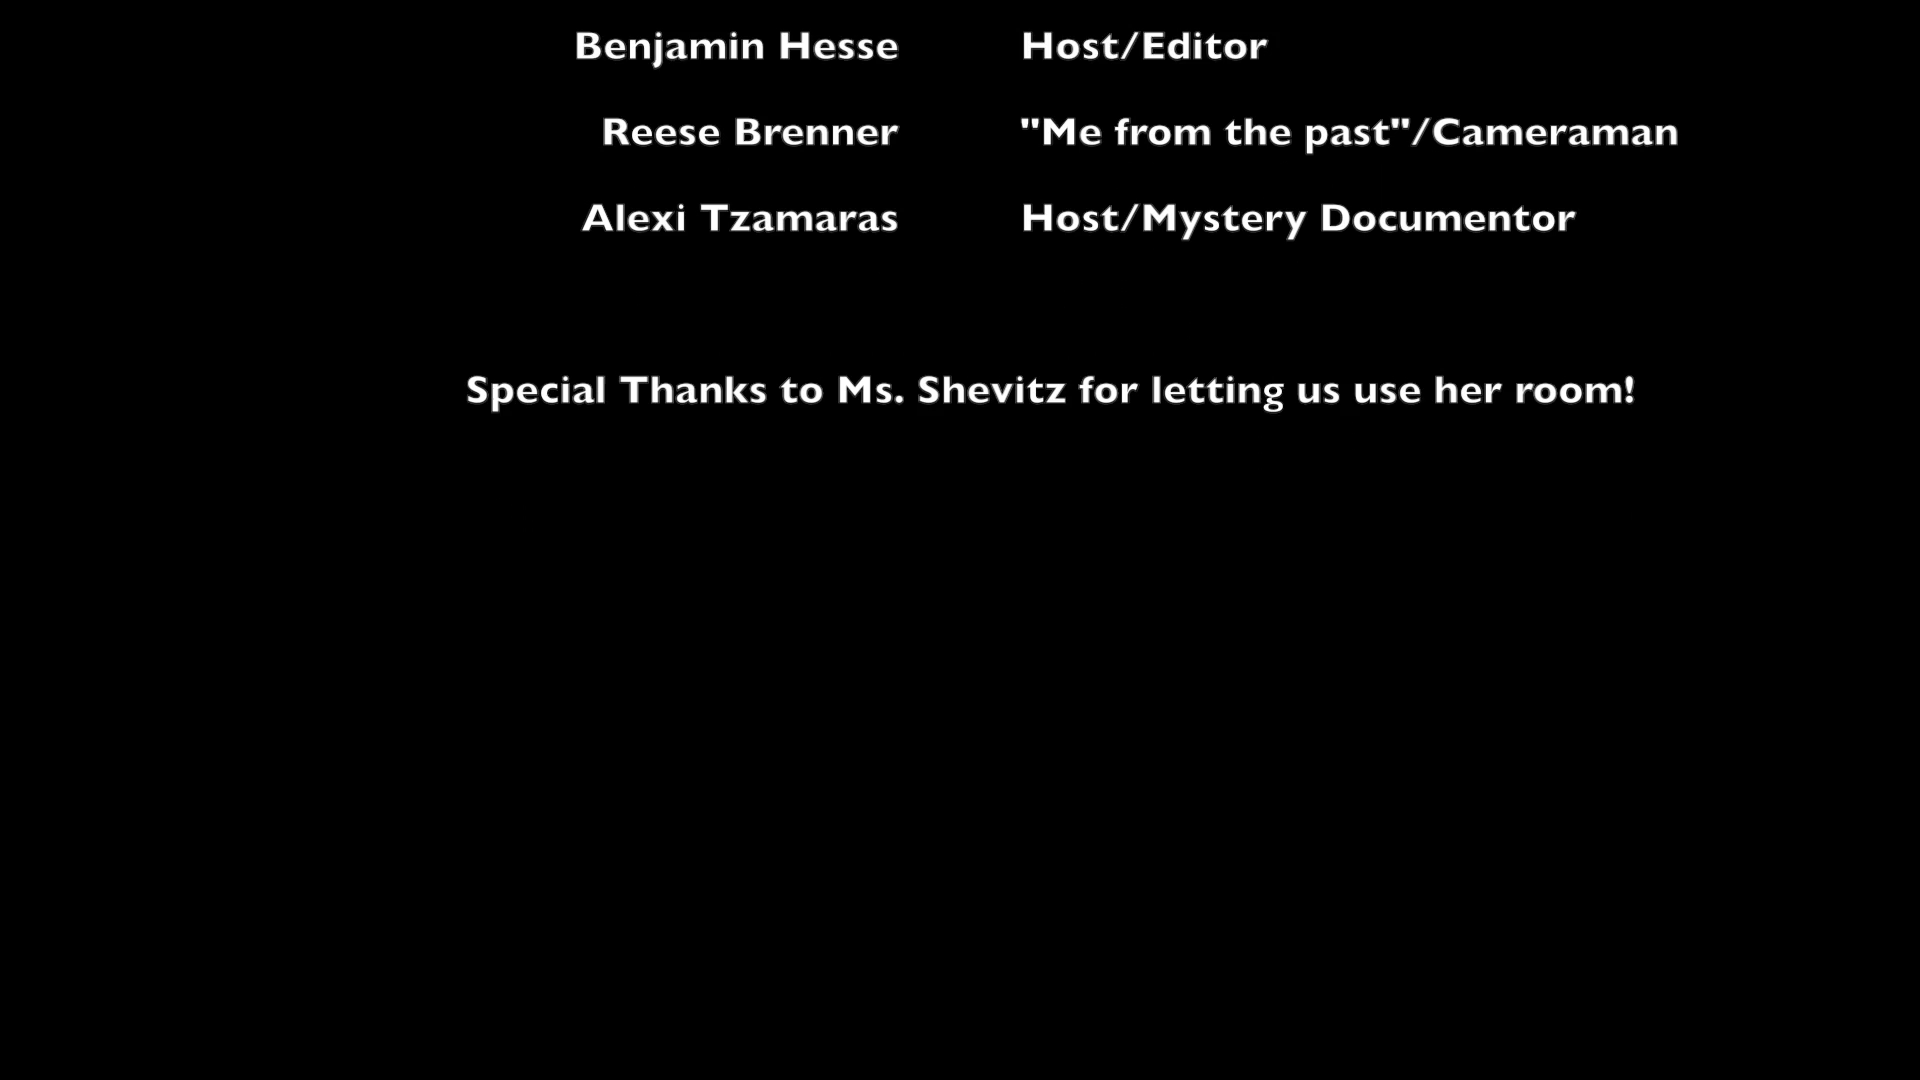 Benjamin Hesse Host/Editor
Reese Brenner "Me from the past"/Cameraman
Alexi Tzamaras Host/Mystery Documentor
Special Thanks to Ms. Shevitz for letting us use her room!